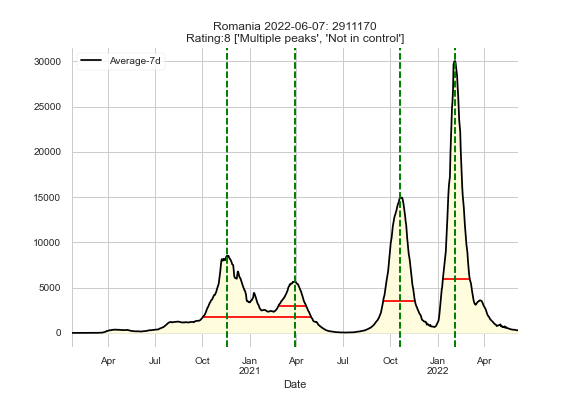 Romania 2022-06-07: 2911170
Rating:8 ['Multiple peaks', 'Not in control']
Average-7d
30000
25000
20000
15000
10000
5000
0
Apr Jul Oct Jan Apr Jul Oct Jan Apr
2021 2022
Date